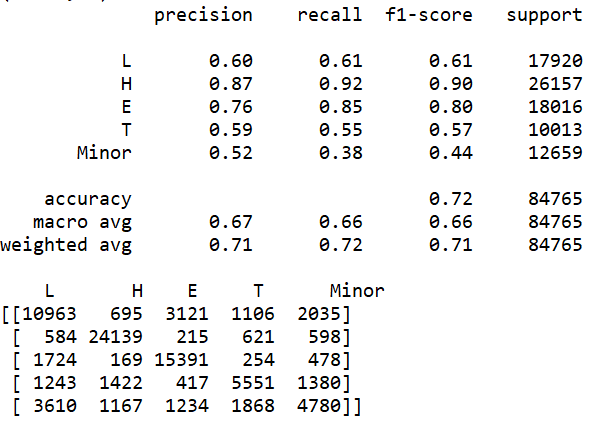 precision recall f1-score support
L 0.60 0.61 0.61 17920
H 0.87 0.92 0.90 26157
E 0.76 0.85 0.80 18016
T 0.59 0.55 0.57 10013
Minor 0.52 0.38 0.44 12659
accuracy 0.72 84765
macro avg 0.67 0.66 0.66 84765
weighted avg 0.71 0.72 0.71 84765
L H E T Minor
[[10963 695 3121 1106 2035]
[ 584 24139 215 621 598]
[ 1724 169 15391 254 478]
[ 1243 1422 417 5551 1380]
[ 3610 1167 1234 1868 4780]]